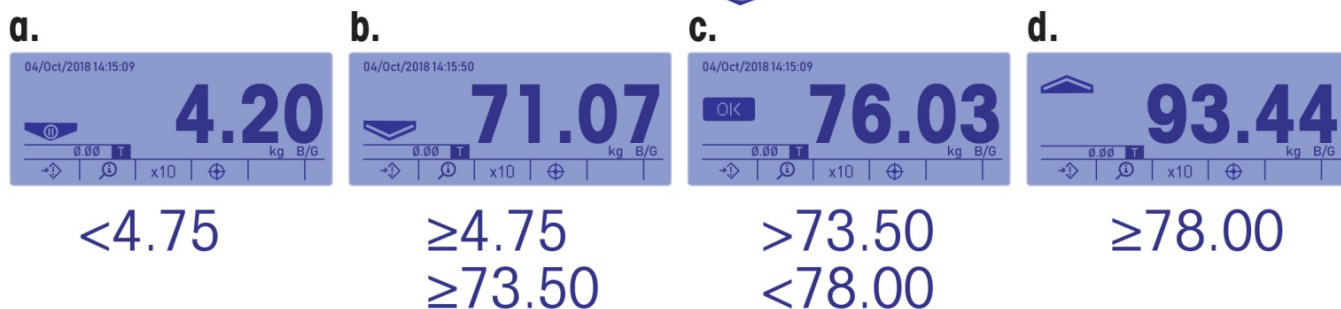 a.
04/Oct/2018 14:15:09
4.20
0.00 T kg B/G
x10
<4.75
b.
04/Oct/2018 14:15:50
71.07
0.00 T kg B/G
x10
≥4.75
≥73.50
c.
04/Oct/2018 14:15:09
OK
76.03
0.00 T kg B/G
x10
>73.50
<78.00
d.
93.44
0.00 T kg B/G
x10
≥78.00